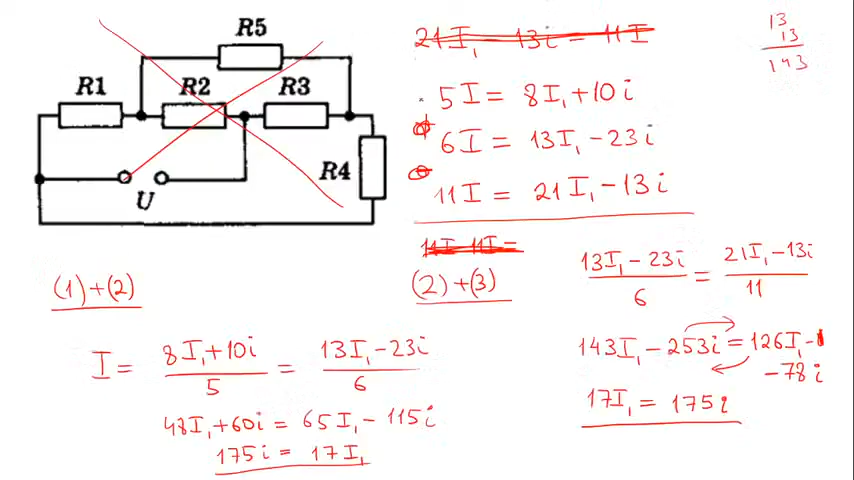 R5
R1
R2
R3
R4
U
21I₁ 13i = 11I
5I = 8I₁+10i
6I = 13I₁-23i
11I = 21I₁-13i
11I 11I =
13
13
143
(1)+(2)
I = (8I₁+10i)/5 = (13I₁-23i)/6
48I₁+60i = 65I₁-115i
175i = 17I₁
(2)+(3)
(13I₁-23i)/6 = (21I₁-13i)/11
143I₁-253i = 126I₁-
-78i
17I₁ = 175i